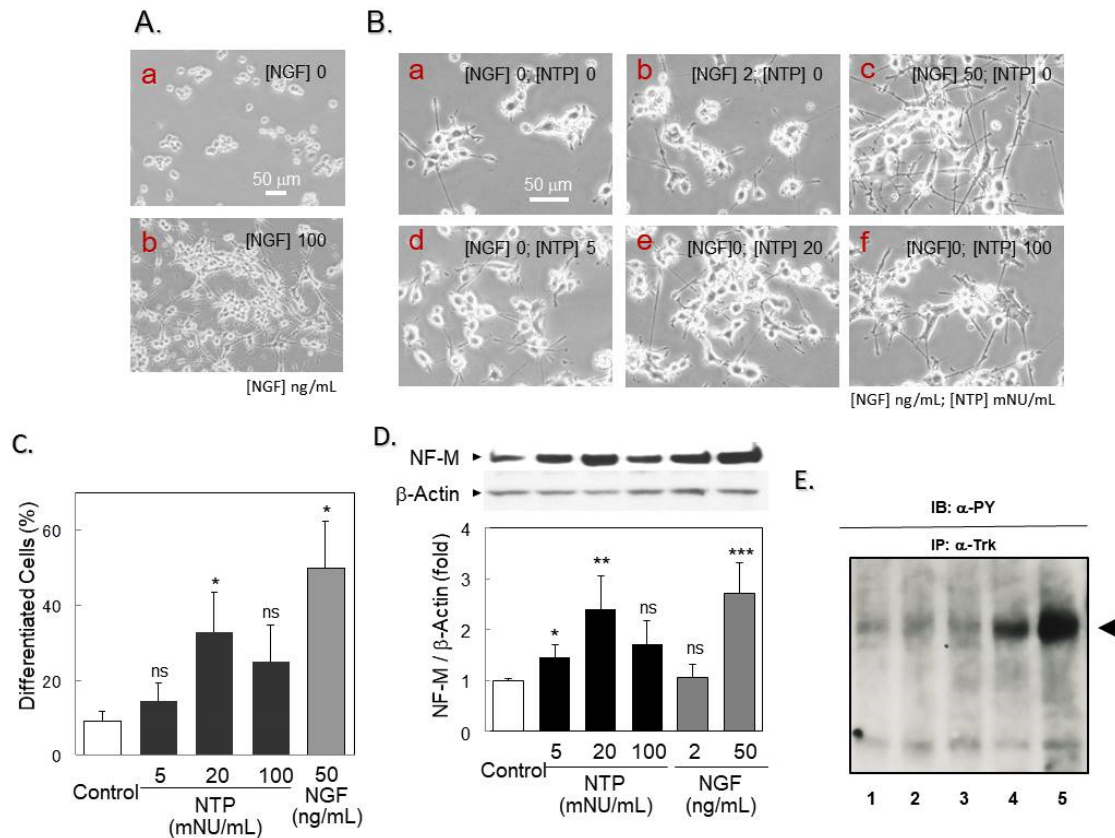 A.
a
[NGF] 0
50 μm
b
[NGF] 100
[NGF] ng/mL
B.
a
[NGF] 0; [NTP] 0
50 μm
b
[NGF] 2; [NTP] 0
c
[NGF] 50; [NTP] 0
d
[NGF] 0; [NTP] 5
e
[NGF]0; [NTP] 20
f
[NGF]0; [NTP] 100
[NGF] ng/mL; [NTP] mNU/mL
C.
Differentiated Cells (%)
60
40
20
0
ns
*
ns
*
5 20 100 50
Control
NTP
(mNU/mL)
NGF
(ng/mL)
D.
NF-M
β-Actin
NF-M / β-Actin (fold)
4
3
2
1
0
*
**
ns
ns
***
5 20 100 2 50
Control
NTP
(mNU/mL)
NGF
(ng/mL)
E.
IB: α-PY
IP: α-Trk
1 2 3 4 5